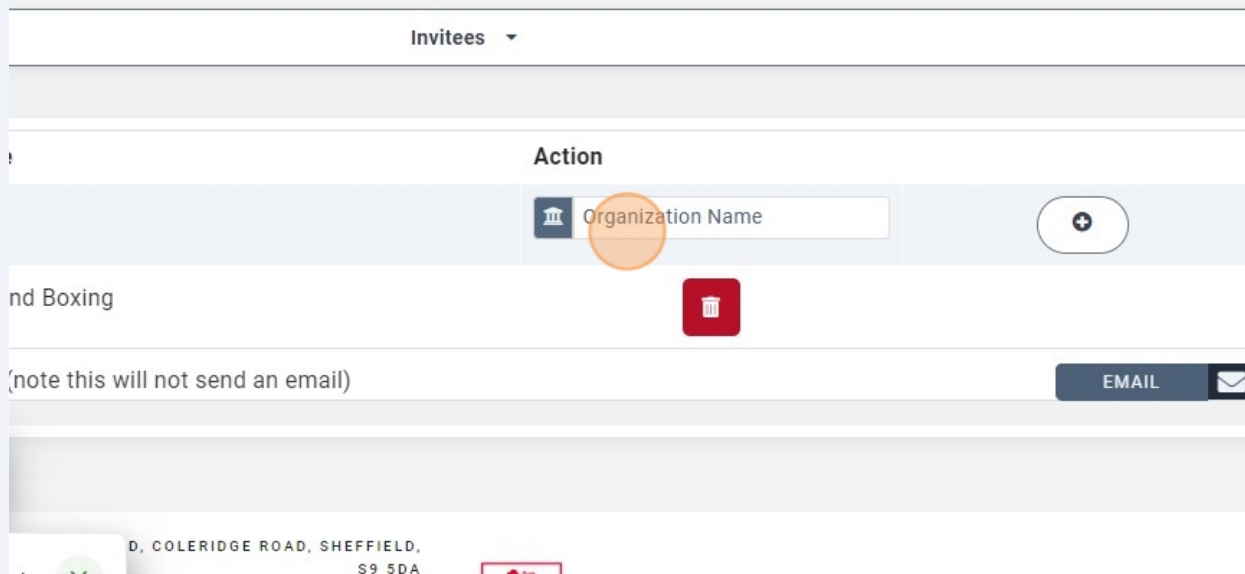 Invitees
Action
Organization Name
nd Boxing
(note this will not send an email)
EMAIL
D, COLERIDGE ROAD, SHEFFIELD,
S9 5DA